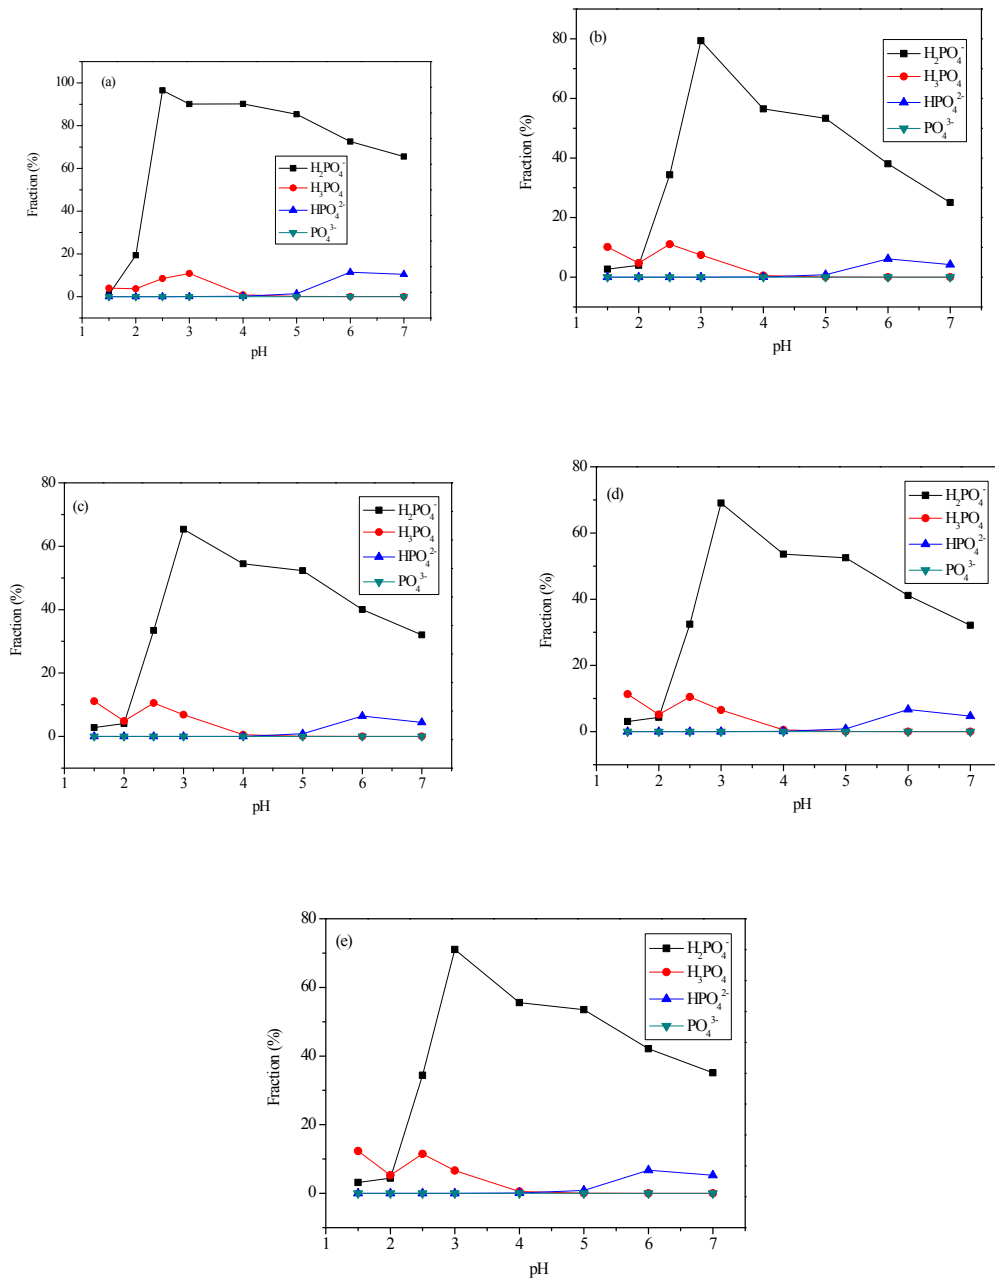 (a)
Fraction (%)
100
80
60
40
20
0
H₂PO₄⁻
H₃PO₄
HPO₄²⁻
PO₄³⁻
1 2 3 4 5 6 7
pH
(b)
Fraction (%)
80
60
40
20
0
H₂PO₄⁻
H₃PO₄
HPO₄²⁻
PO₄³⁻
1 2 3 4 5 6 7
pH
(c)
Fraction (%)
80
60
40
20
0
H₂PO₄⁻
H₃PO₄
HPO₄²⁻
PO₄³⁻
1 2 3 4 5 6 7
pH
(d)
Fraction (%)
80
60
40
20
0
H₂PO₄⁻
H₃PO₄
HPO₄²⁻
PO₄³⁻
1 2 3 4 5 6 7
pH
(e)
Fraction (%)
80
60
40
20
0
H₂PO₄⁻
H₃PO₄
HPO₄²⁻
PO₄³⁻
1 2 3 4 5 6 7
pH